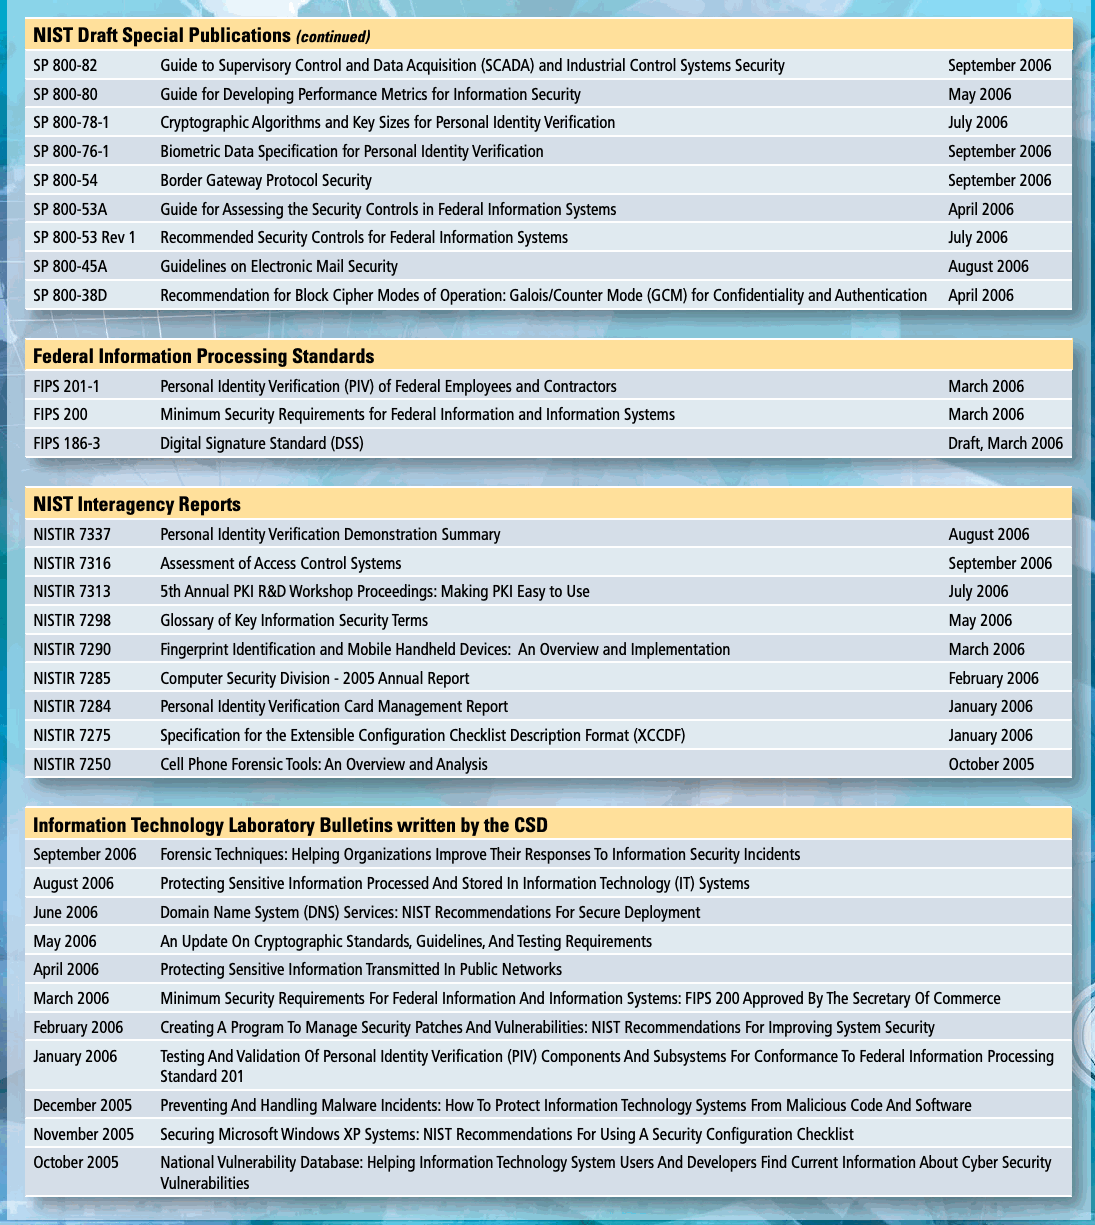 NIST Draft Special Publications (continued)
SP 800-82 Guide to Supervisory Control and Data Acquisition (SCADA) and Industrial Control Systems Security September 2006
SP 800-80 Guide for Developing Performance Metrics for Information Security May 2006
SP 800-78-1 Cryptographic Algorithms and Key Sizes for Personal Identity Verification July 2006
SP 800-76-1 Biometric Data Specification for Personal Identity Verification September 2006
SP 800-54 Border Gateway Protocol Security September 2006
SP 800-53A Guide for Assessing the Security Controls in Federal Information Systems April 2006
SP 800-53 Rev 1 Recommended Security Controls for Federal Information Systems July 2006
SP 800-45A Guidelines on Electronic Mail Security August 2006
SP 800-38D Recommendation for Block Cipher Modes of Operation: Galois/Counter Mode (GCM) for Confidentiality and Authentication April 2006
Federal Information Processing Standards
FIPS 201-1 Personal Identity Verification (PIV) of Federal Employees and Contractors March 2006
FIPS 200 Minimum Security Requirements for Federal Information and Information Systems March 2006
FIPS 186-3 Digital Signature Standard (DSS) Draft, March 2006
NIST Interagency Reports
NISTIR 7337 Personal Identity Verification Demonstration Summary August 2006
NISTIR 7316 Assessment of Access Control Systems September 2006
NISTIR 7313 5th Annual PKI R&D Workshop Proceedings: Making PKI Easy to Use July 2006
NISTIR 7298 Glossary of Key Information Security Terms May 2006
NISTIR 7290 Fingerprint Identification and Mobile Handheld Devices: An Overview and Implementation March 2006
NISTIR 7285 Computer Security Division - 2005 Annual Report February 2006
NISTIR 7284 Personal Identity Verification Card Management Report January 2006
NISTIR 7275 Specification for the Extensible Configuration Checklist Description Format (XCCDF) January 2006
NISTIR 7250 Cell Phone Forensic Tools: An Overview and Analysis October 2005
Information Technology Laboratory Bulletins written by the CSD
September 2006 Forensic Techniques: Helping Organizations Improve Their Responses To Information Security Incidents
August 2006 Protecting Sensitive Information Processed And Stored In Information Technology (IT) Systems
June 2006 Domain Name System (DNS) Services: NIST Recommendations For Secure Deployment
May 2006 An Update On Cryptographic Standards, Guidelines, And Testing Requirements
April 2006 Protecting Sensitive Information Transmitted In Public Networks
March 2006 Minimum Security Requirements For Federal Information And Information Systems: FIPS 200 Approved By The Secretary Of Commerce
February 2006 Creating A Program To Manage Security Patches And Vulnerabilities: NIST Recommendations For Improving System Security
January 2006 Testing And Validation Of Personal Identity Verification (PIV) Components And Subsystems For Conformance To Federal Information Processing
Standard 201
December 2005 Preventing And Handling Malware Incidents: How To Protect Information Technology Systems From Malicious Code And Software
November 2005 Securing Microsoft Windows XP Systems: NIST Recommendations For Using A Security Configuration Checklist
October 2005 National Vulnerability Database: Helping Information Technology System Users And Developers Find Current Information About Cyber Security
Vulnerabilities